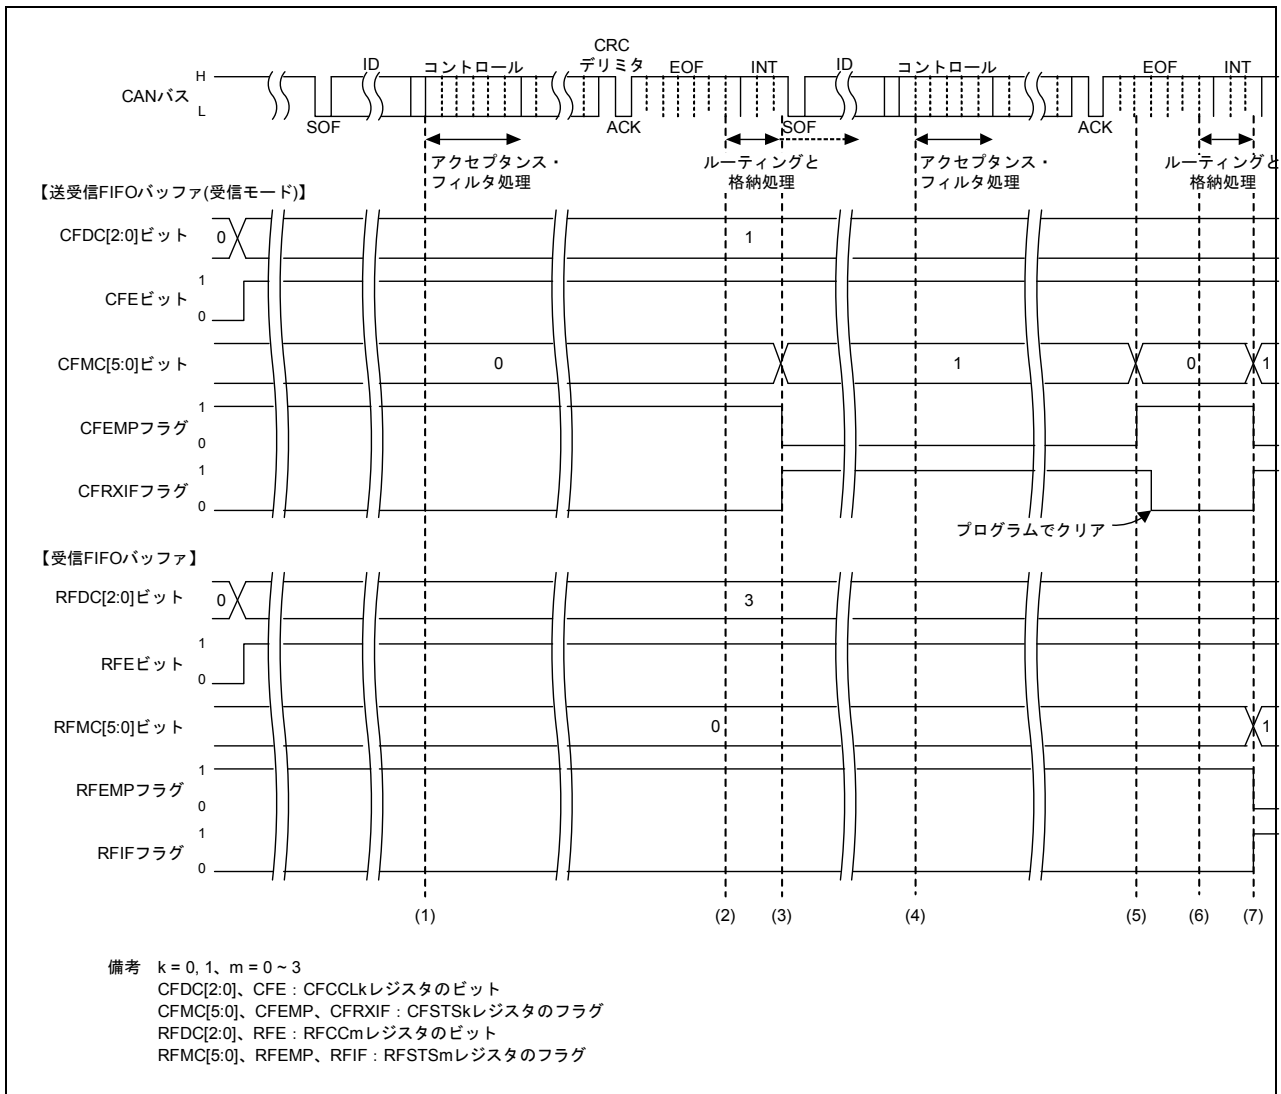 CRC
ID コントロール デリミタ EOF INT ID コントロール EOF INT
H
CANバス
L
SOF ACK SOF ACK
アクセプタンス・ ルーティングと アクセプタンス・ ルーティングと
フィルタ処理 格納処理 フィルタ処理 格納処理
【送受信FIFOバッファ(受信モード)】
CFDC[2:0]ビット 0 1
1
CFEビット
0
CFMC[5:0]ビット 0 1 0 1
1
CFEMPフラグ
0
1
CFRXIFフラグ
0
プログラムでクリア
【受信FIFOバッファ】
RFDC[2:0]ビット 0 3
1
RFEビット
0
RFMC[5:0]ビット 0 1
1
RFEMPフラグ
0
1
RFIFフラグ
0
(1) (2) (3) (4) (5) (6) (7)
備考 k = 0, 1、m = 0 ~ 3
CFDC[2:0]、CFE：CFCCLkレジスタのビット
CFMC[5:0]、CFEMP、CFRXIF：CFSTSkレジスタのフラグ
RFDC[2:0]、RFE：RFCCmレジスタのビット
RFMC[5:0]、RFEMP、RFIF：RFSTSmレジスタのフラグ